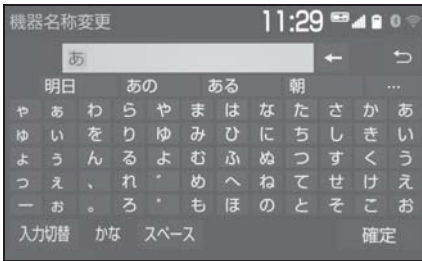 機器名称変更 11:29
あ ←
明日 あの ある 朝 …
ゃ ぁ わ ら や ま は な た さ か あ
ゅ ぃ を り ゆ み ひ に ち し き い
ょ ぅ ん る よ む ふ ぬ つ す く う
っ ぇ 、 れ ゛ め へ ね て せ け え
ー ぉ 。 ろ ゜ も ほ の と そ こ お
入力切替 かな スペース 確定